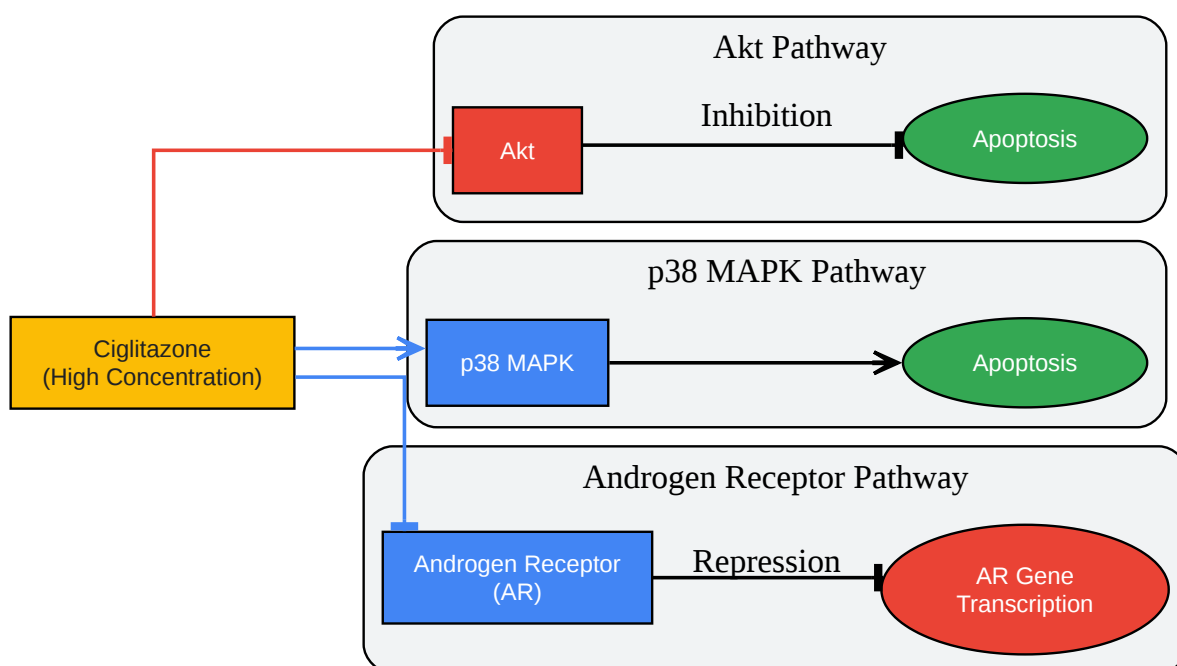 Akt Pathway
Inhibition
Akt
Apoptosis
p38 MAPK Pathway
Ciglitazone
(High Concentration)
p38 MAPK
Apoptosis
Androgen Receptor Pathway
Androgen Receptor
(AR)
Repression
AR Gene
Transcription